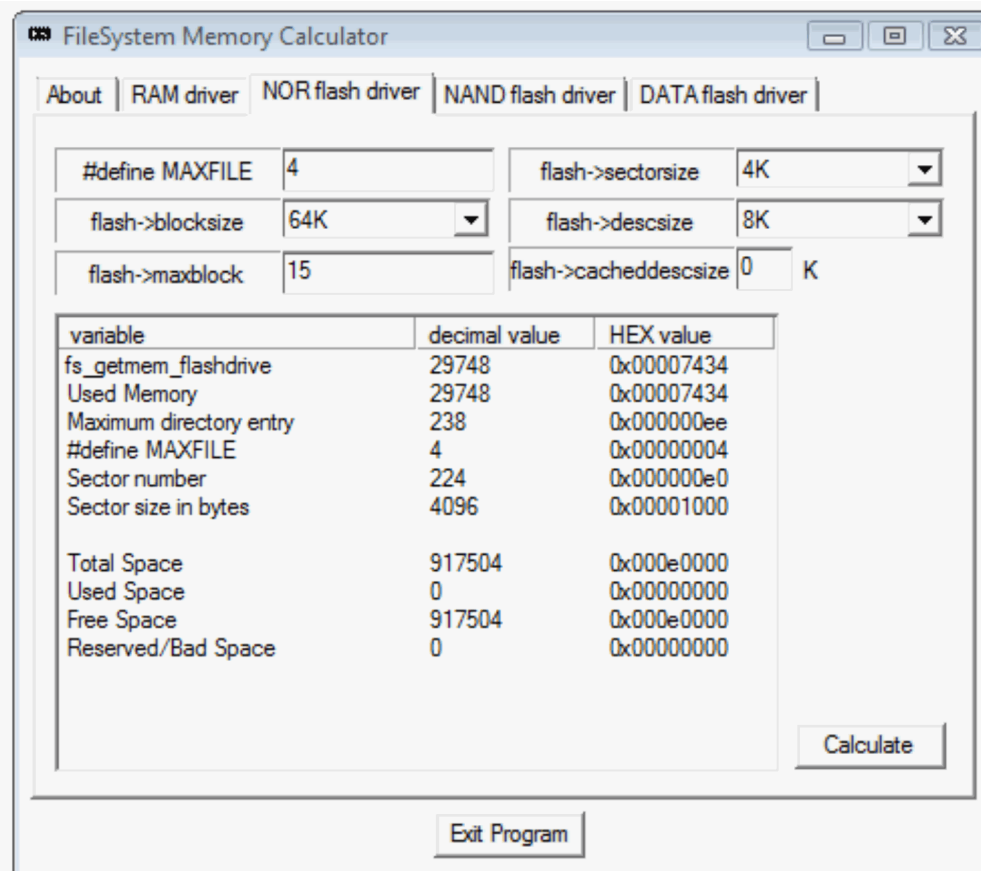 FileSystem Memory Calculator
About RAM driver NOR flash driver NAND flash driver DATA flash driver
#define MAXFILE 4 flash->sectorsize 4K
flash->blocksize 64K flash->descsize 8K
flash->maxblock 15 flash->cacheddescsize 0 K
variable decimal value HEX value
fs_getmem_flashdrive 29748 0x00007434
Used Memory 29748 0x00007434
Maximum directory entry 238 0x000000ee
#define MAXFILE 4 0x00000004
Sector number 224 0x000000e0
Sector size in bytes 4096 0x00001000
Total Space 917504 0x000e0000
Used Space 0 0x00000000
Free Space 917504 0x000e0000
Reserved/Bad Space 0 0x00000000
Calculate
Exit Program